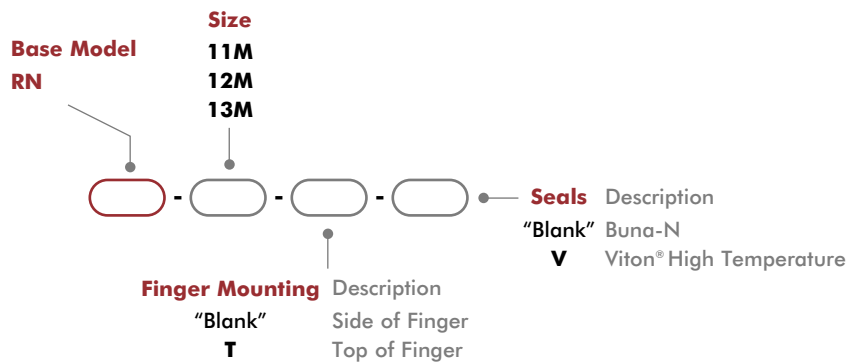 Size
Base Model
11M
RN
12M
13M
- - -
Seals Description
"Blank" Buna-N
V Viton® High Temperature
Finger Mounting Description
"Blank" Side of Finger
T Top of Finger